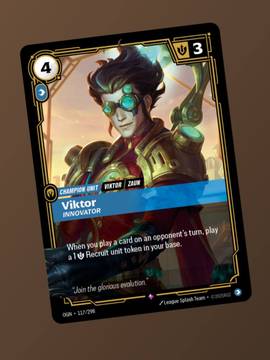 4
3
CHAMPION UNIT VIKTOR ZAUN
Viktor
INNOVATOR
When you play a card on an opponent's turn, play
a 1 Recruit unit token in your base.
"Join the glorious evolution."
OGN • 117/298
League Splash Team • ©2025RIOT